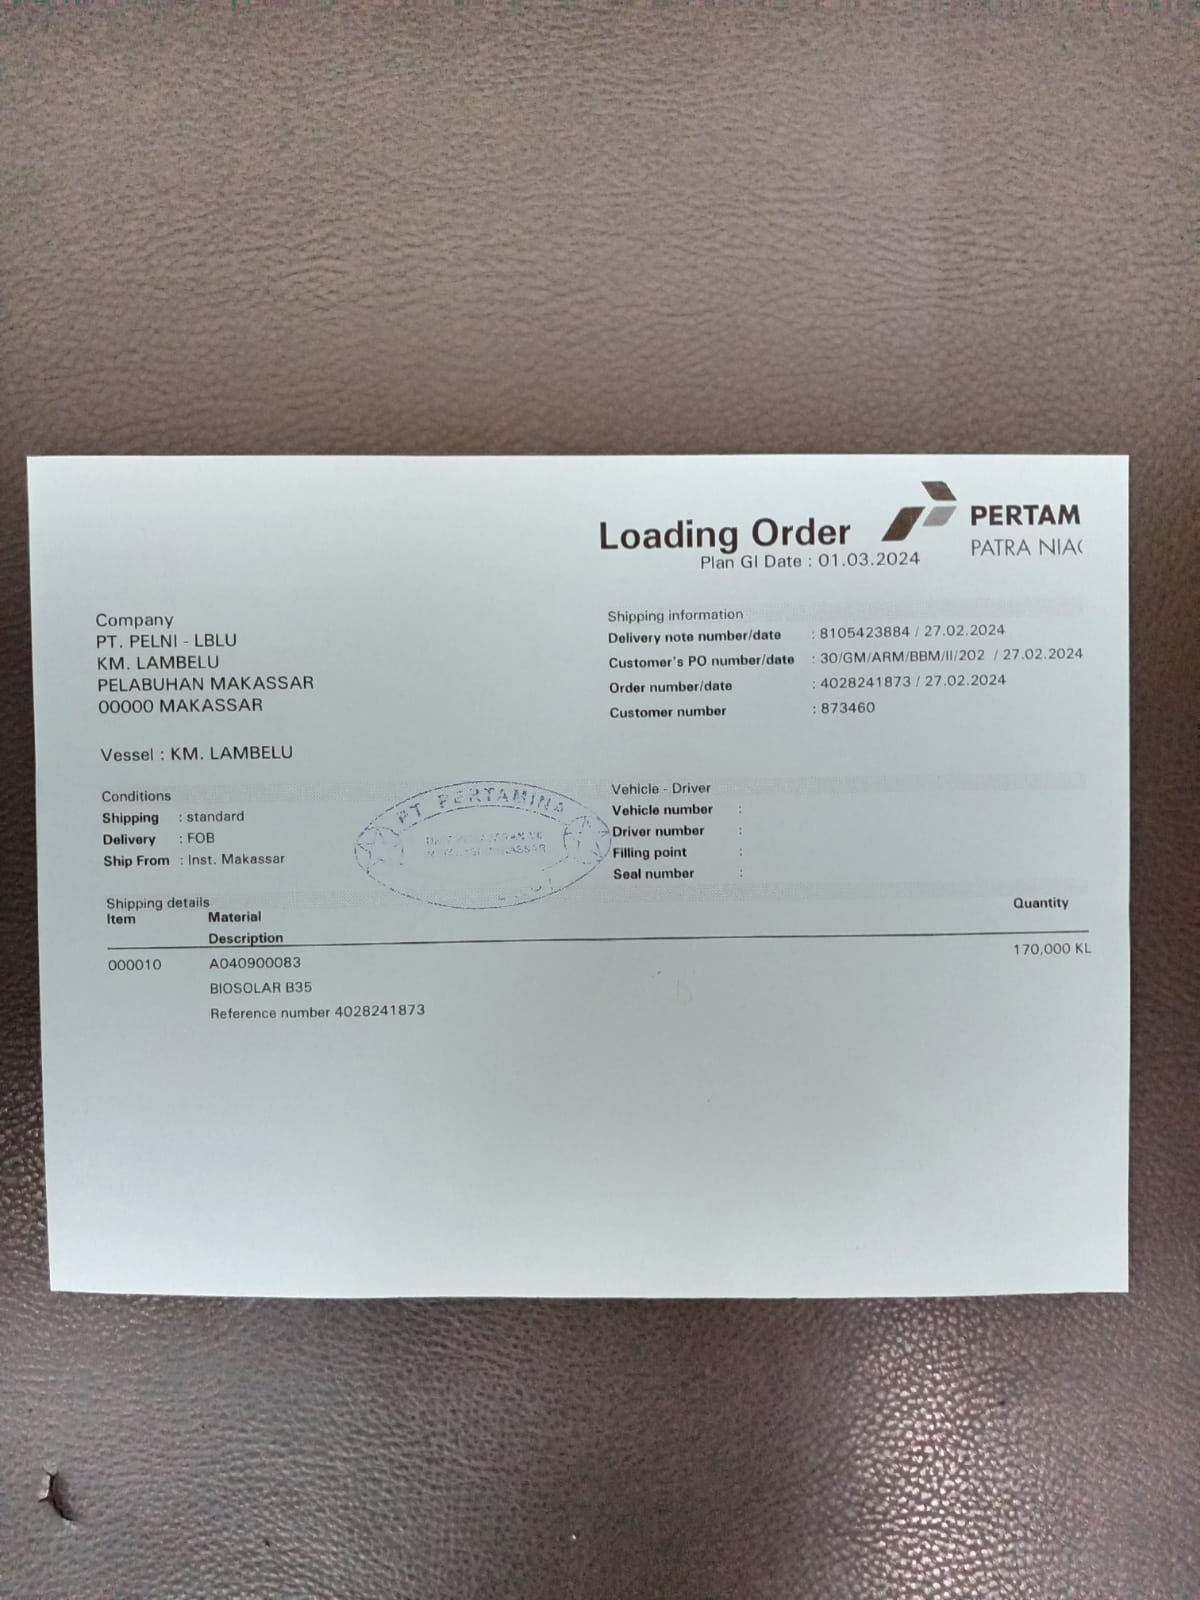 Loading Order
Plan GI Date : 01.03.2024
PERTAM
PATRA NIA
Company
PT. PELNI - LBLU
KM. LAMBELU
PELABUHAN MAKASSAR
00000 MAKASSAR
Vessel : KM. LAMBELU
Shipping information
Delivery note number/date : 8105423884 / 27.02.2024
Customer's PO number/date : 30/GM/ARM/BBM/II/202 / 27.02.2024
Order number/date : 4028241873 / 27.02.2024
Customer number : 873460
Conditions
Shipping : standard
Delivery : FOB
Ship From : Inst. Makassar
PT PERTAMINA
Vehicle - Driver
Vehicle number :
Driver number :
Filling point :
Seal number :
Shipping details
Item Material Quantity
Description
000010 A040900083 170,000 KL
BIOSOLAR B35
Reference number 4028241873